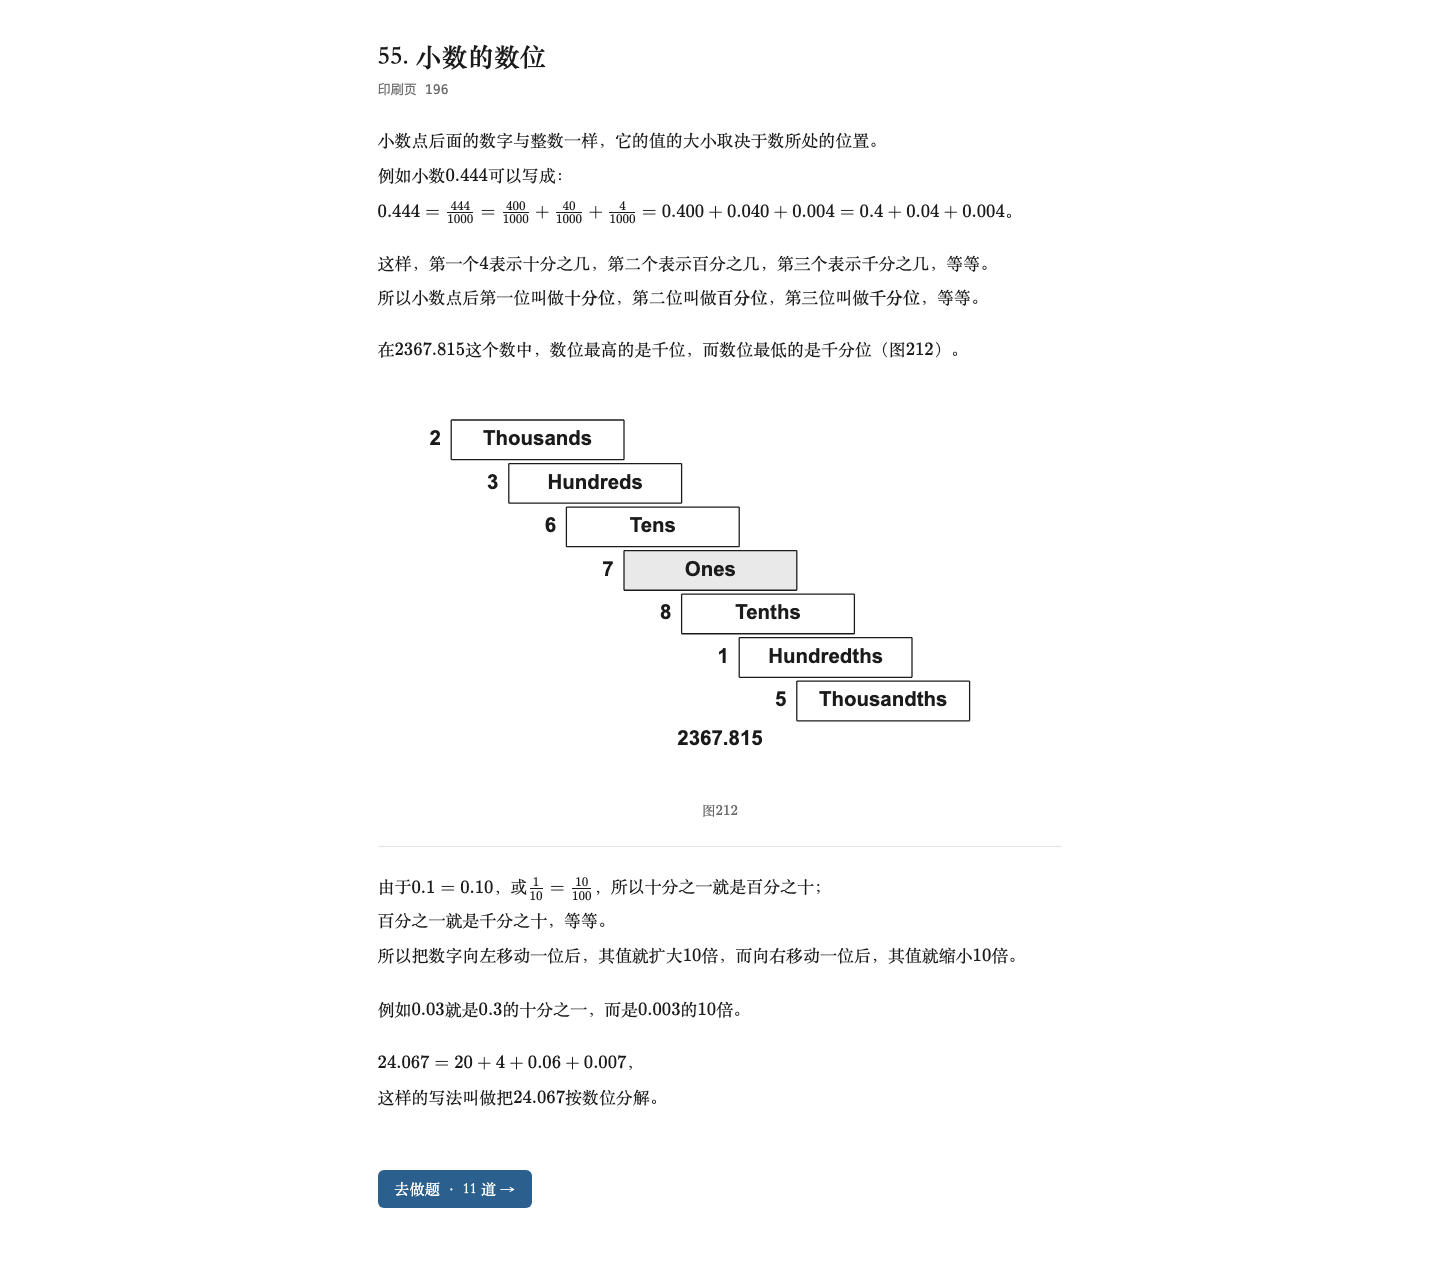 55. 小数的数位
印刷页 196
小数点后面的数字与整数一样，它的值的大小取决于数所处的位置。
例如小数0.444可以写成：
0.444 = 444/1000 = 400/1000 + 40/1000 + 4/1000 = 0.400 + 0.040 + 0.004 = 0.4 + 0.04 + 0.004。
这样，第一个4表示十分之几，第二个表示百分之几，第三个表示千分之几，等等。
所以小数点后第一位叫做十分位，第二位叫做百分位，第三位叫做千分位，等等。
在2367.815这个数中，数位最高的是千位，而数位最低的是千分位（图212）。
2 Thousands
3 Hundreds
6 Tens
7 Ones
8 Tenths
1 Hundredths
5 Thousandths
2367.815
图212
由于0.1 = 0.10，或1/10 = 10/100，所以十分之一就是百分之十；
百分之一就是千分之十，等等。
所以把数字向左移动一位后，其值就扩大10倍，而向右移动一位后，其值就缩小10倍。
例如0.03就是0.3的十分之一，而是0.003的10倍。
24.067 = 20 + 4 + 0.06 + 0.007，
这样的写法叫做把24.067按数位分解。
去做题 · 11 道→